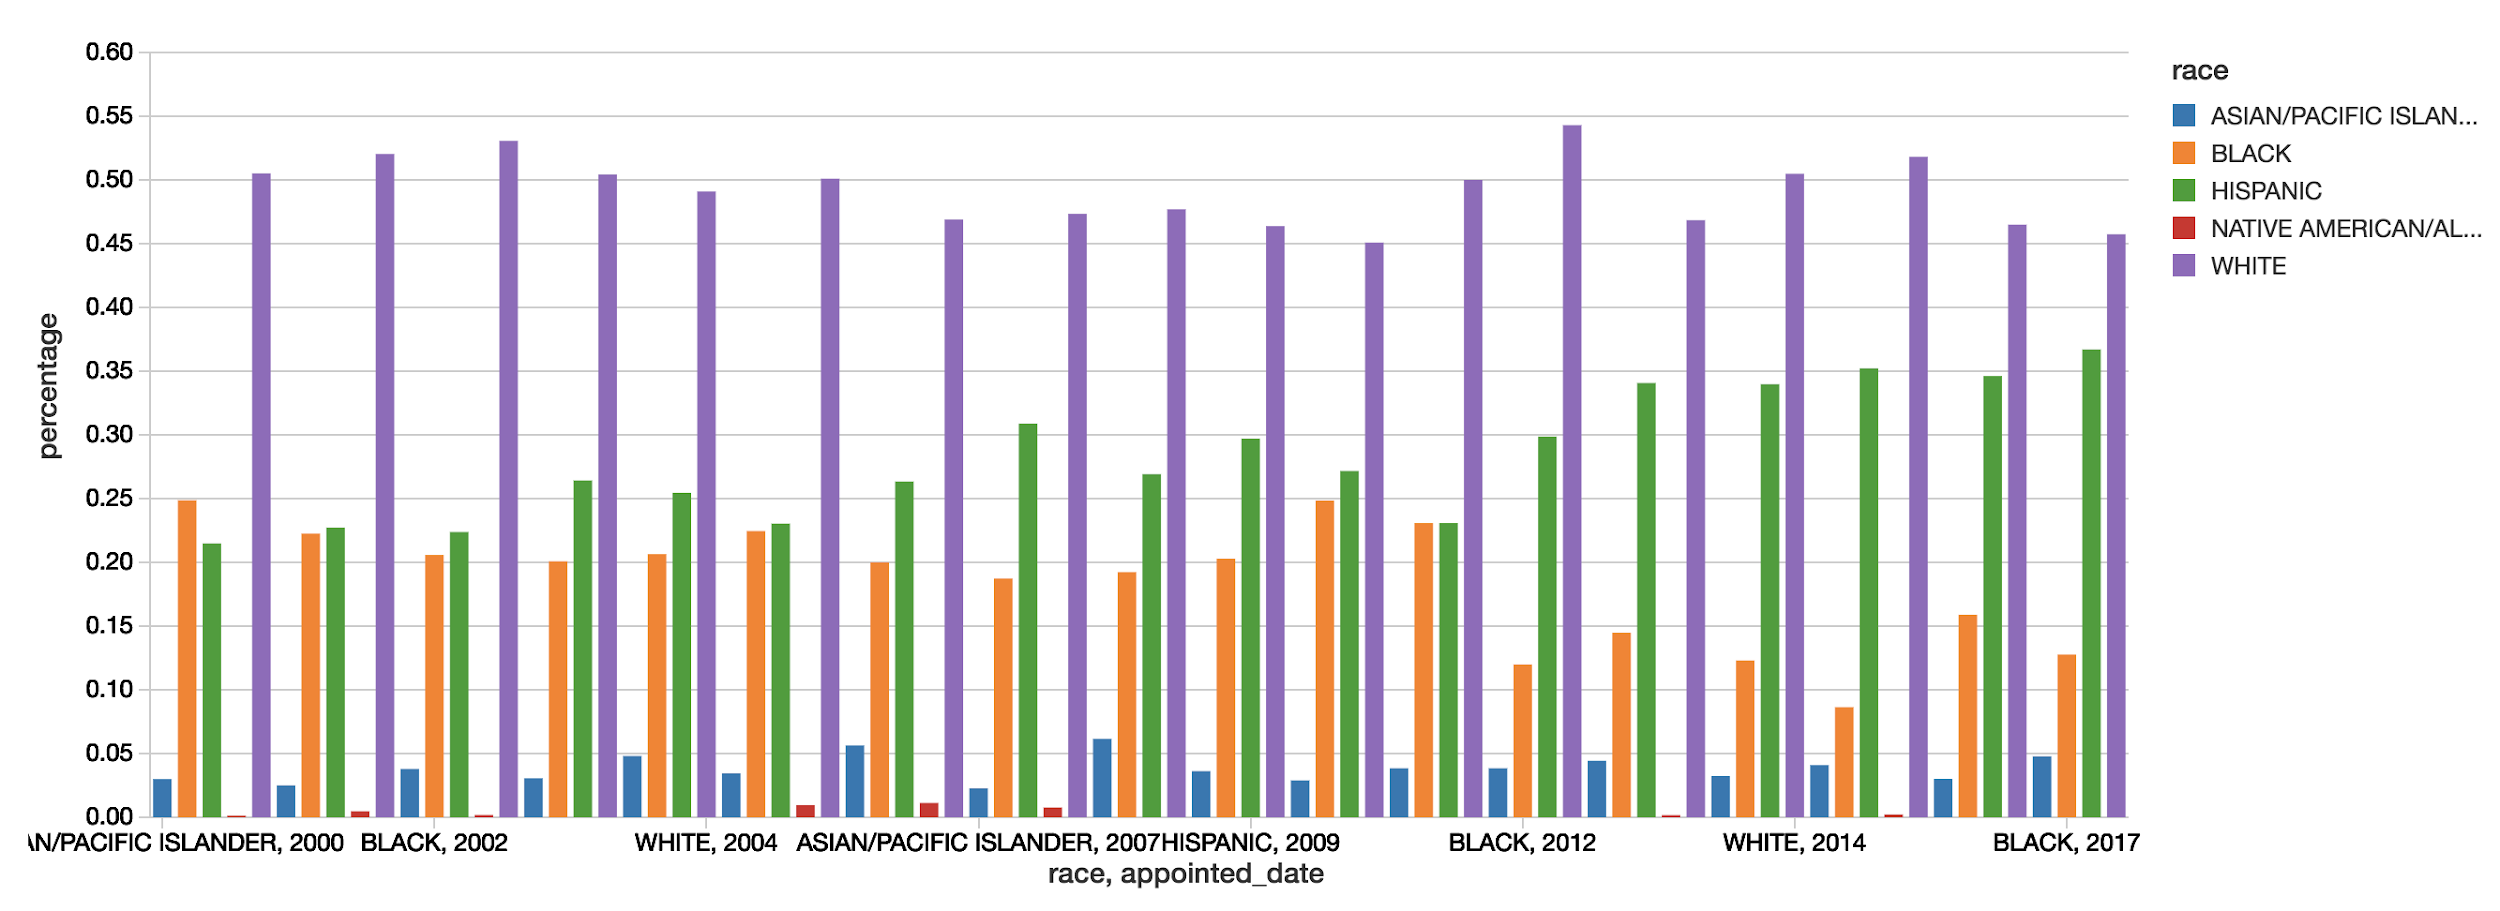 0.60
0.55
0.50
0.45
0.40
0.35
0.30
0.25
0.20
0.15
0.10
0.05
0.00
percentage
AN/PACIFIC ISLANDER, 2000 BLACK, 2002 WHITE, 2004 ASIAN/PACIFIC ISLANDER, 2007 HISPANIC, 2009 BLACK, 2012 WHITE, 2014 BLACK, 2017
race, appointed_date
race
ASIAN/PACIFIC ISLAN...
BLACK
HISPANIC
NATIVE AMERICAN/AL...
WHITE